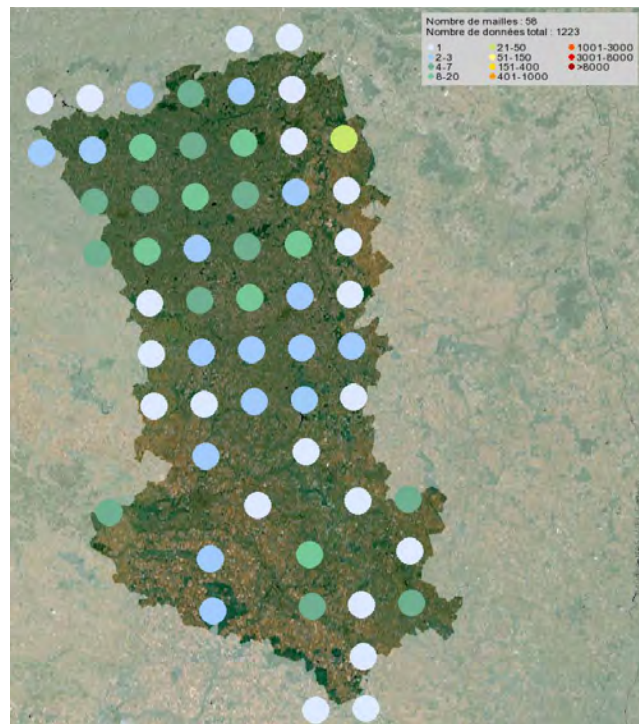 Nombre de mailles : 58
Nombre de données total : 1223
1 21-50 1001-3000
2-3 51-150 3001-8000
4-7 151-400 >8000
8-20 401-1000